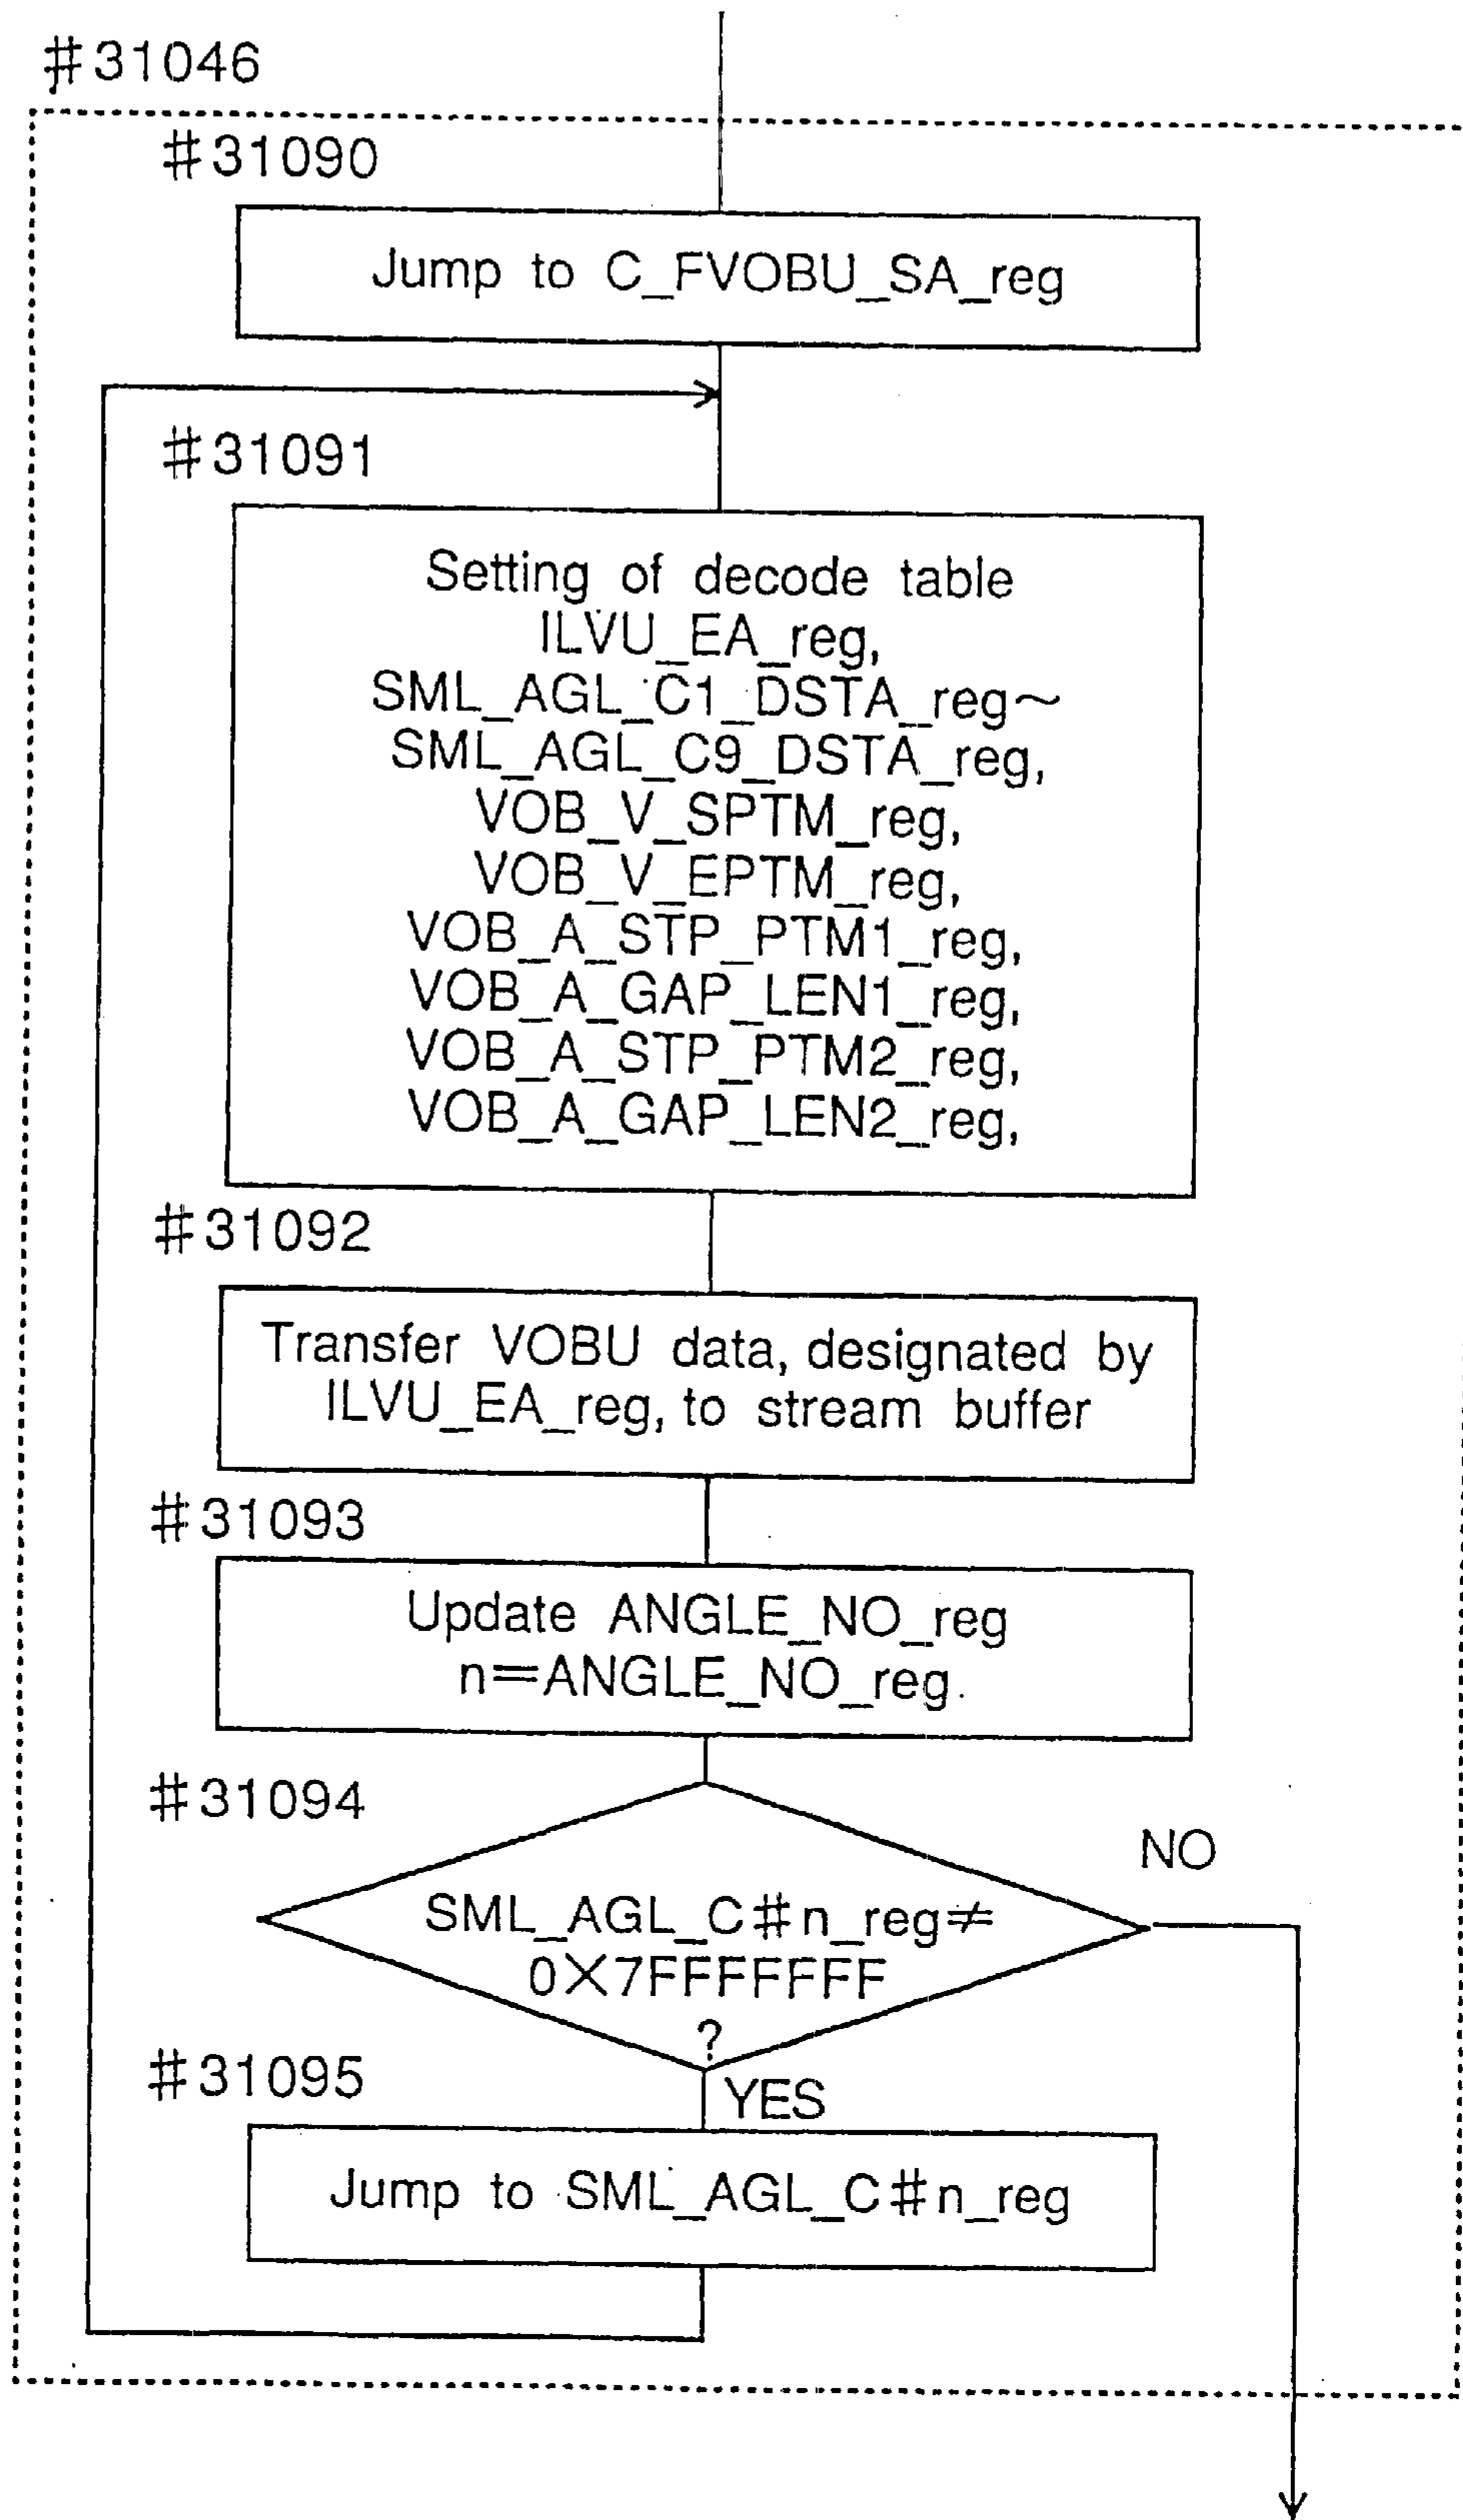 #31046
#31090
Jump to C_FVOBU_SA_reg
#31091
Setting of decode table
ILVU_EA_reg,
SML_AGL_C1_DSTA_reg~
SML_AGL_C9_DSTA_reg,
VOB_V_SPTM_reg,
VOB_V_EPTM_reg,
VOB_A_STP_PTM1_reg,
VOB_A_GAP_LEN1_reg,
VOB_A_STP_PTM2_reg,
VOB_A_GAP_LEN2_reg,
#31092
Transfer VOBU data, designated by
ILVU_EA_reg, to stream buffer
#31093
Update ANGLE_NO_reg
n=ANGLE_NO_reg
#31094
NO
SML_AGL_C#n_reg≠
0X7FFFFFFF
?
#31095
YES
Jump to SML_AGL_C#n_reg